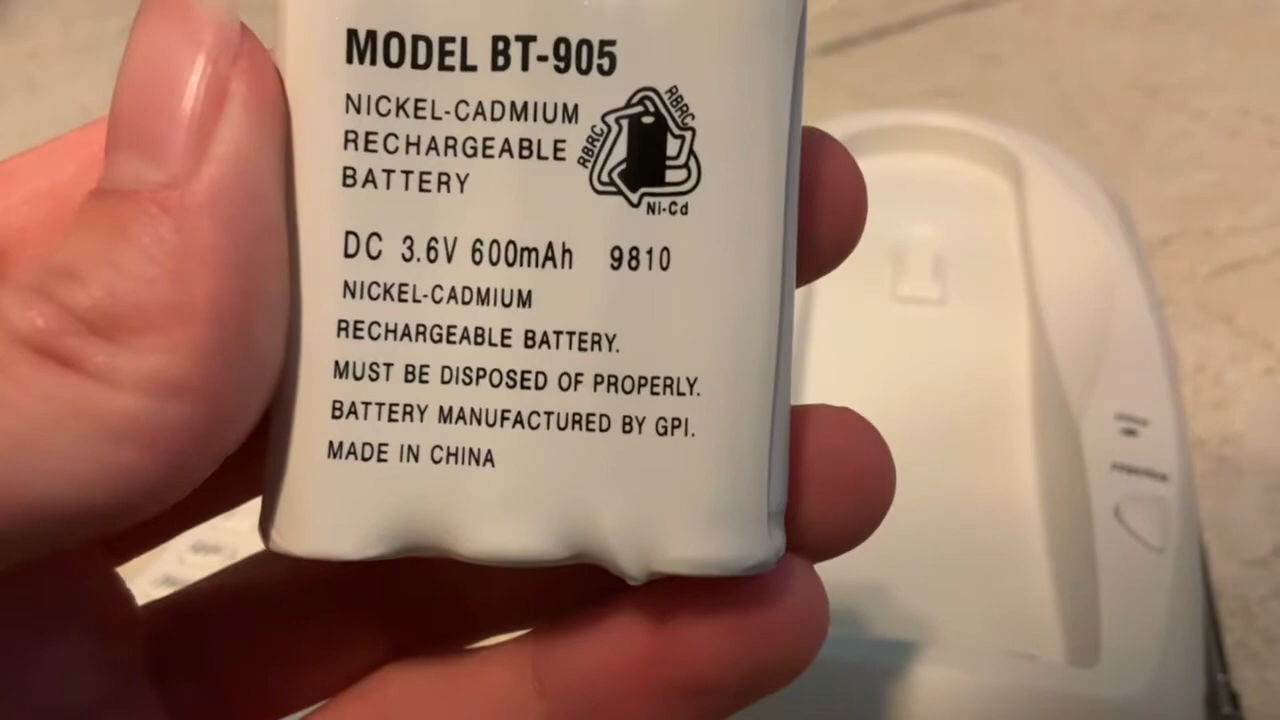 MODEL BT-905
NICKEL-CADMIUM
RECHARGEABLE
BATTERY
RBRC
RBRC
Ni-Cd
DC 3.6V 600mAh 9810
NICKEL-CADMIUM
RECHARGEABLE BATTERY.
MUST BE DISPOSED OF PROPERLY.
BATTERY MANUFACTURED BY GPI.
MADE IN CHINA